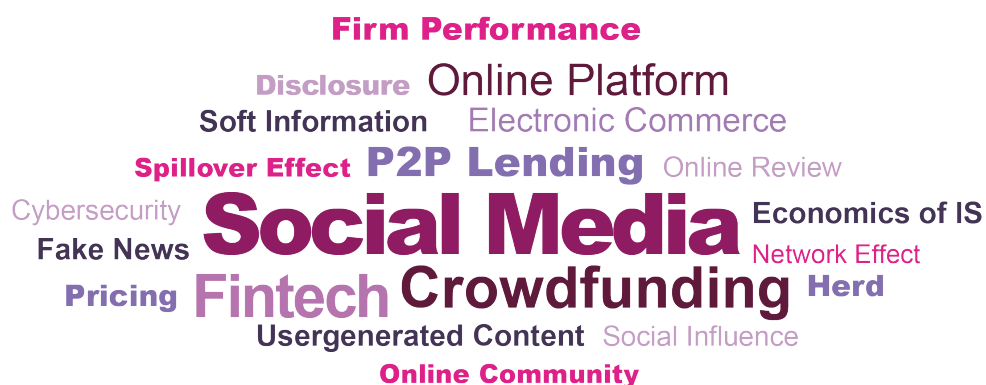 Firm Performance
Disclosure Online Platform
Soft Information Electronic Commerce
Spillover Effect P2P Lending Online Review
Cybersecurity Social Media Economics of IS
Fake News Network Effect
Pricing Fintech Crowdfunding Herd
Usergenerated Content Social Influence
Online Community